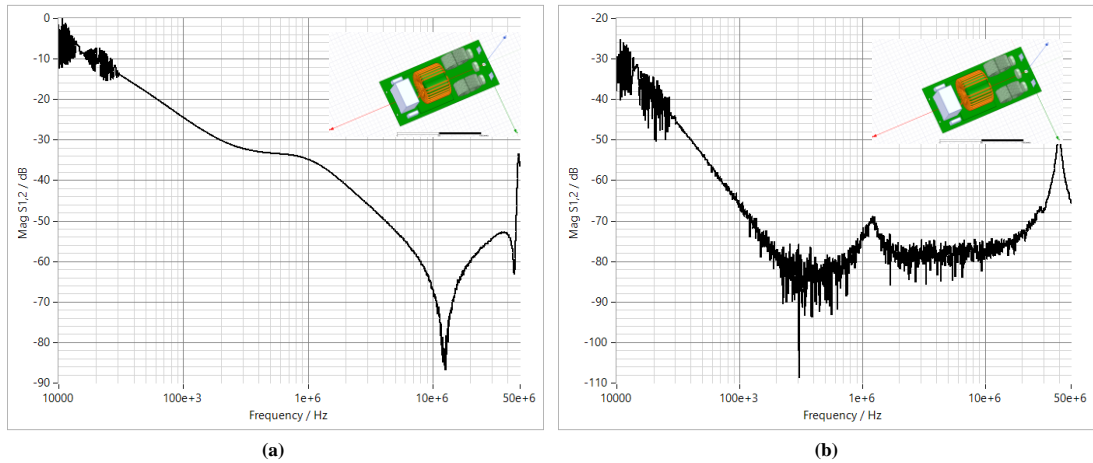 0
-10
-20
-30
-40
-50
-60
-70
-80
-90
Mag S1,2 / dB
10000
100e+3
1e+6
10e+6
50e+6
Frequency / Hz
(a)
-20
-30
-40
-50
-60
-70
-80
-90
-100
-110
Mag S1,2 / dB
10000
100e+3
1e+6
10e+6
50e+6
Frequency / Hz
(b)